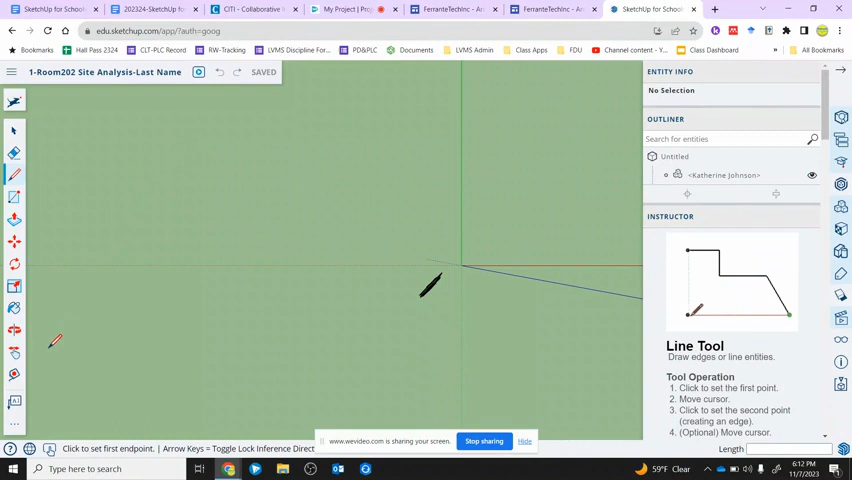 SketchUp for School
202324-SketchUp for
CITI - Collaborative I
My Project | Prog
FerranteTechInc - An
FerranteTechInc - An
SketchUp for School
edu.sketchup.com/app/?auth=goog
Bookmarks
Hall Pass 2324
CLT-PLC Record
RW-Tracking
LVMS Discipline For...
PD&PLC
Documents
LVMS Admin
Class Apps
FDU
Channel content - Y...
Class Dashboard
»
All Bookmarks
1-Room202 Site Analysis-Last Name
SAVED
ENTITY INFO
No Selection
OUTLINER
Search for entities
Untitled
<Katherine Johnson>
INSTRUCTOR
Line Tool
Draw edges or line entities.
Tool Operation
1. Click to set the first point.
2. Move cursor.
3. Click to set the second point
(creating an edge).
4. (Optional) Move cursor.
www.wevideo.com is sharing your screen.
Stop sharing
Hide
Click to set first endpoint. | Arrow Keys = Toggle Lock Inference Direct
Length
Type here to search
59°F Clear
6:12 PM
11/7/2023